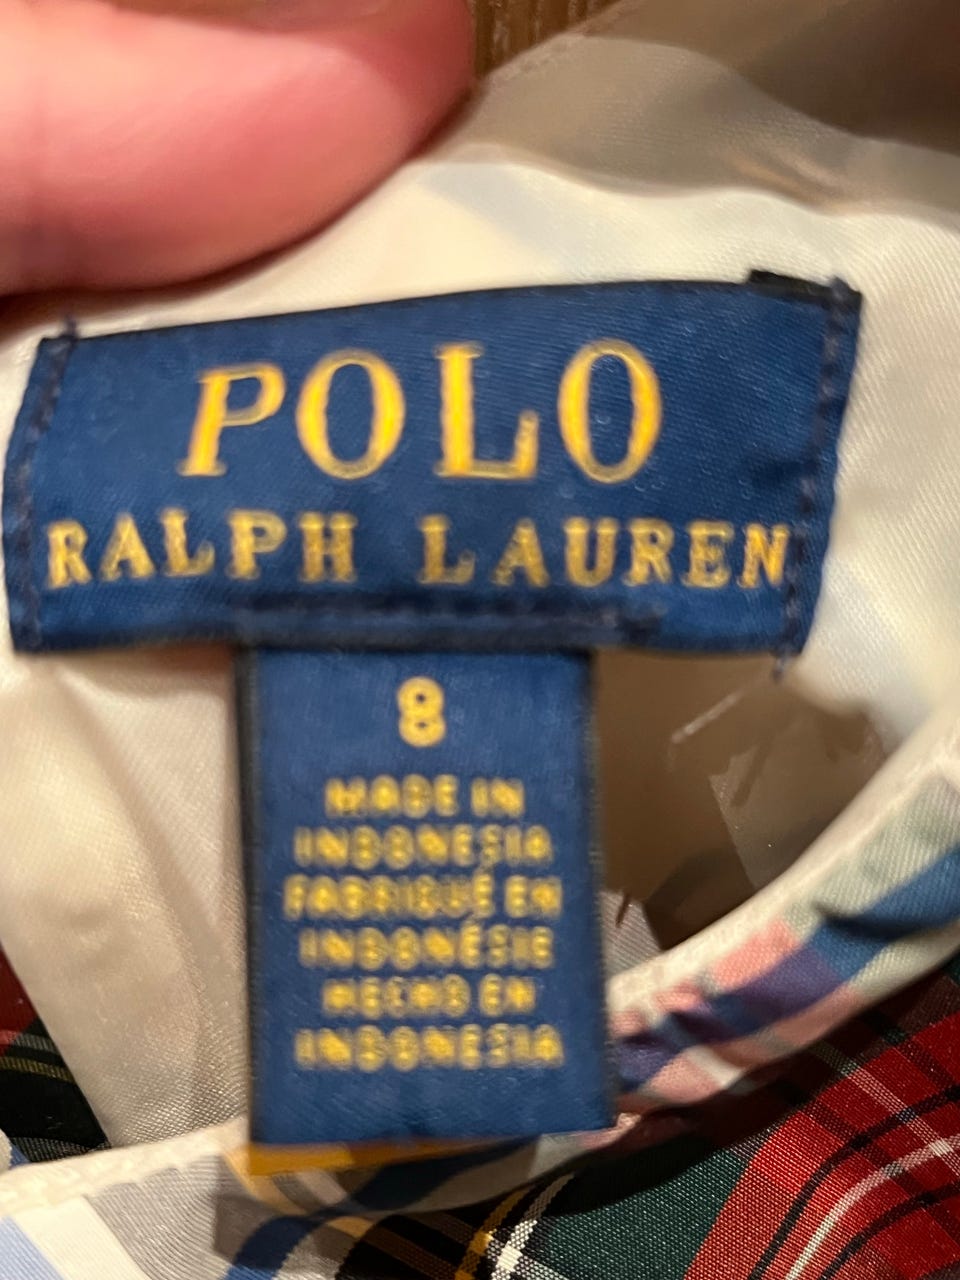 POLO
RALPH LAUREN
8
MADE IN
INDONESIA
FABRIQUÉ EN
INDONÉSIE
HECHO EN
INDONESIA